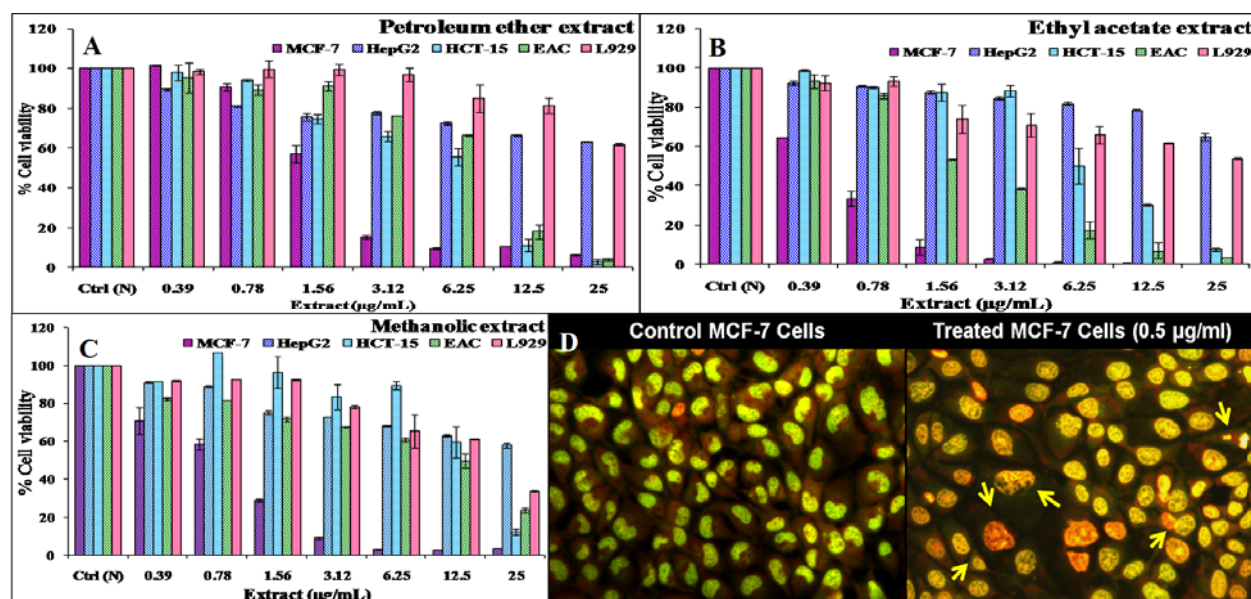 Petroleum ether extract
A
MCF-7 HepG2 HCT-15 EAC L929
% Cell viability
120
100
80
60
40
20
0
Ctrl (N) 0.39 0.78 1.56 3.12 6.25 12.5 25
Extract (µg/mL)
Ethyl acetate extract
B
MCF-7 HepG2 HCT-15 EAC L929
% Cell viability
120
100
80
60
40
20
0
Ctrl (N) 0.39 0.78 1.56 3.12 6.25 12.5 25
Extract (µg/mL)
Methanolic extract
C
MCF-7 HepG2 HCT-15 EAC L929
% Cell viability
120
100
80
60
40
20
0
Ctrl (N) 0.39 0.78 1.56 3.12 6.25 12.5 25
Extract (µg/mL)
D
Control MCF-7 Cells
Treated MCF-7 Cells (0.5 µg/ml)